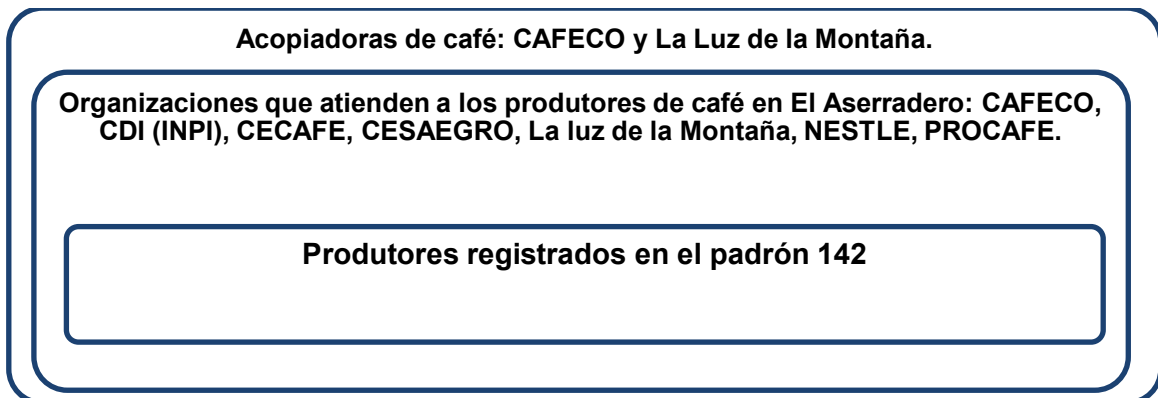 Acopiadoras de café: CAFECO y La Luz de la Montaña.
Organizaciones que atienden a los produtores de café en El Aserradero: CAFECO,
CDI (INPI), CECAFE, CESAEGRO, La luz de la Montaña, NESTLE, PROCAFE.
Produtores registrados en el padrón 142